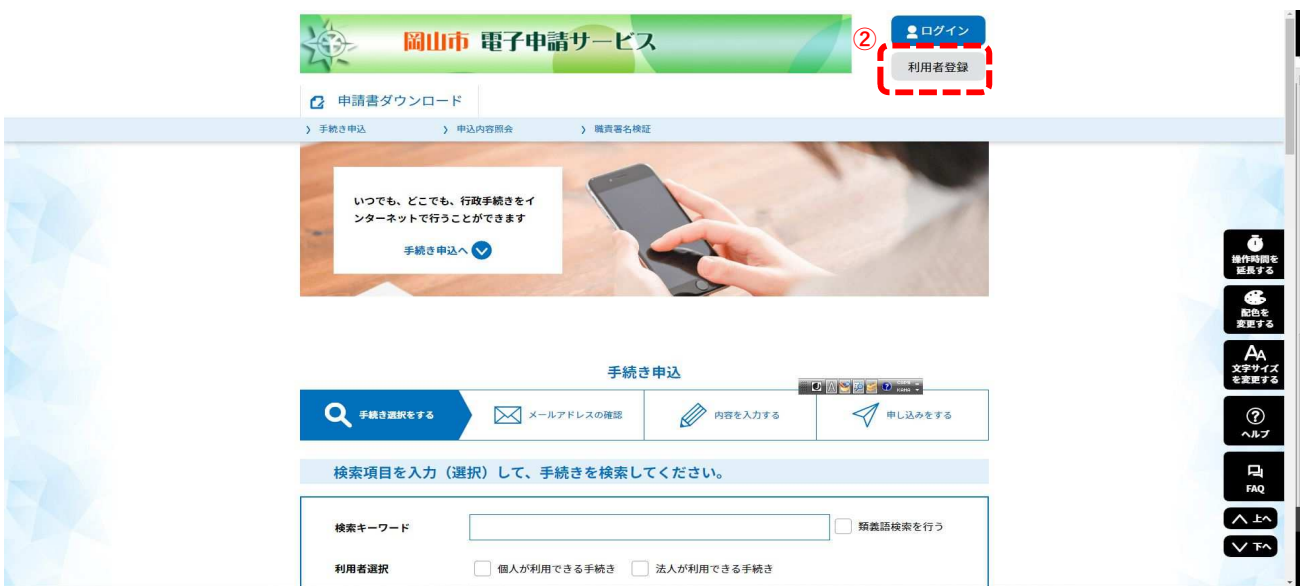 岡山市 電子申請サービス
②
ログイン
利用者登録
申請書ダウンロード
手続き申込
申込内容照会
職責署名検証
いつでも、どこでも、行政手続きをイ
ンターネットで行うことができます
手続き申込へ
操作時間を
延長する
配色を
変更する
文字サイズ
を変更する
ヘルプ
FAQ
上へ
下へ
手続き申込
手続き選択をする
メールアドレスの確認
内容を入力する
申し込みをする
検索項目を入力（選択）して、手続きを検索してください。
検索キーワード
類義語検索を行う
利用者選択
個人が利用できる手続き
法人が利用できる手続き